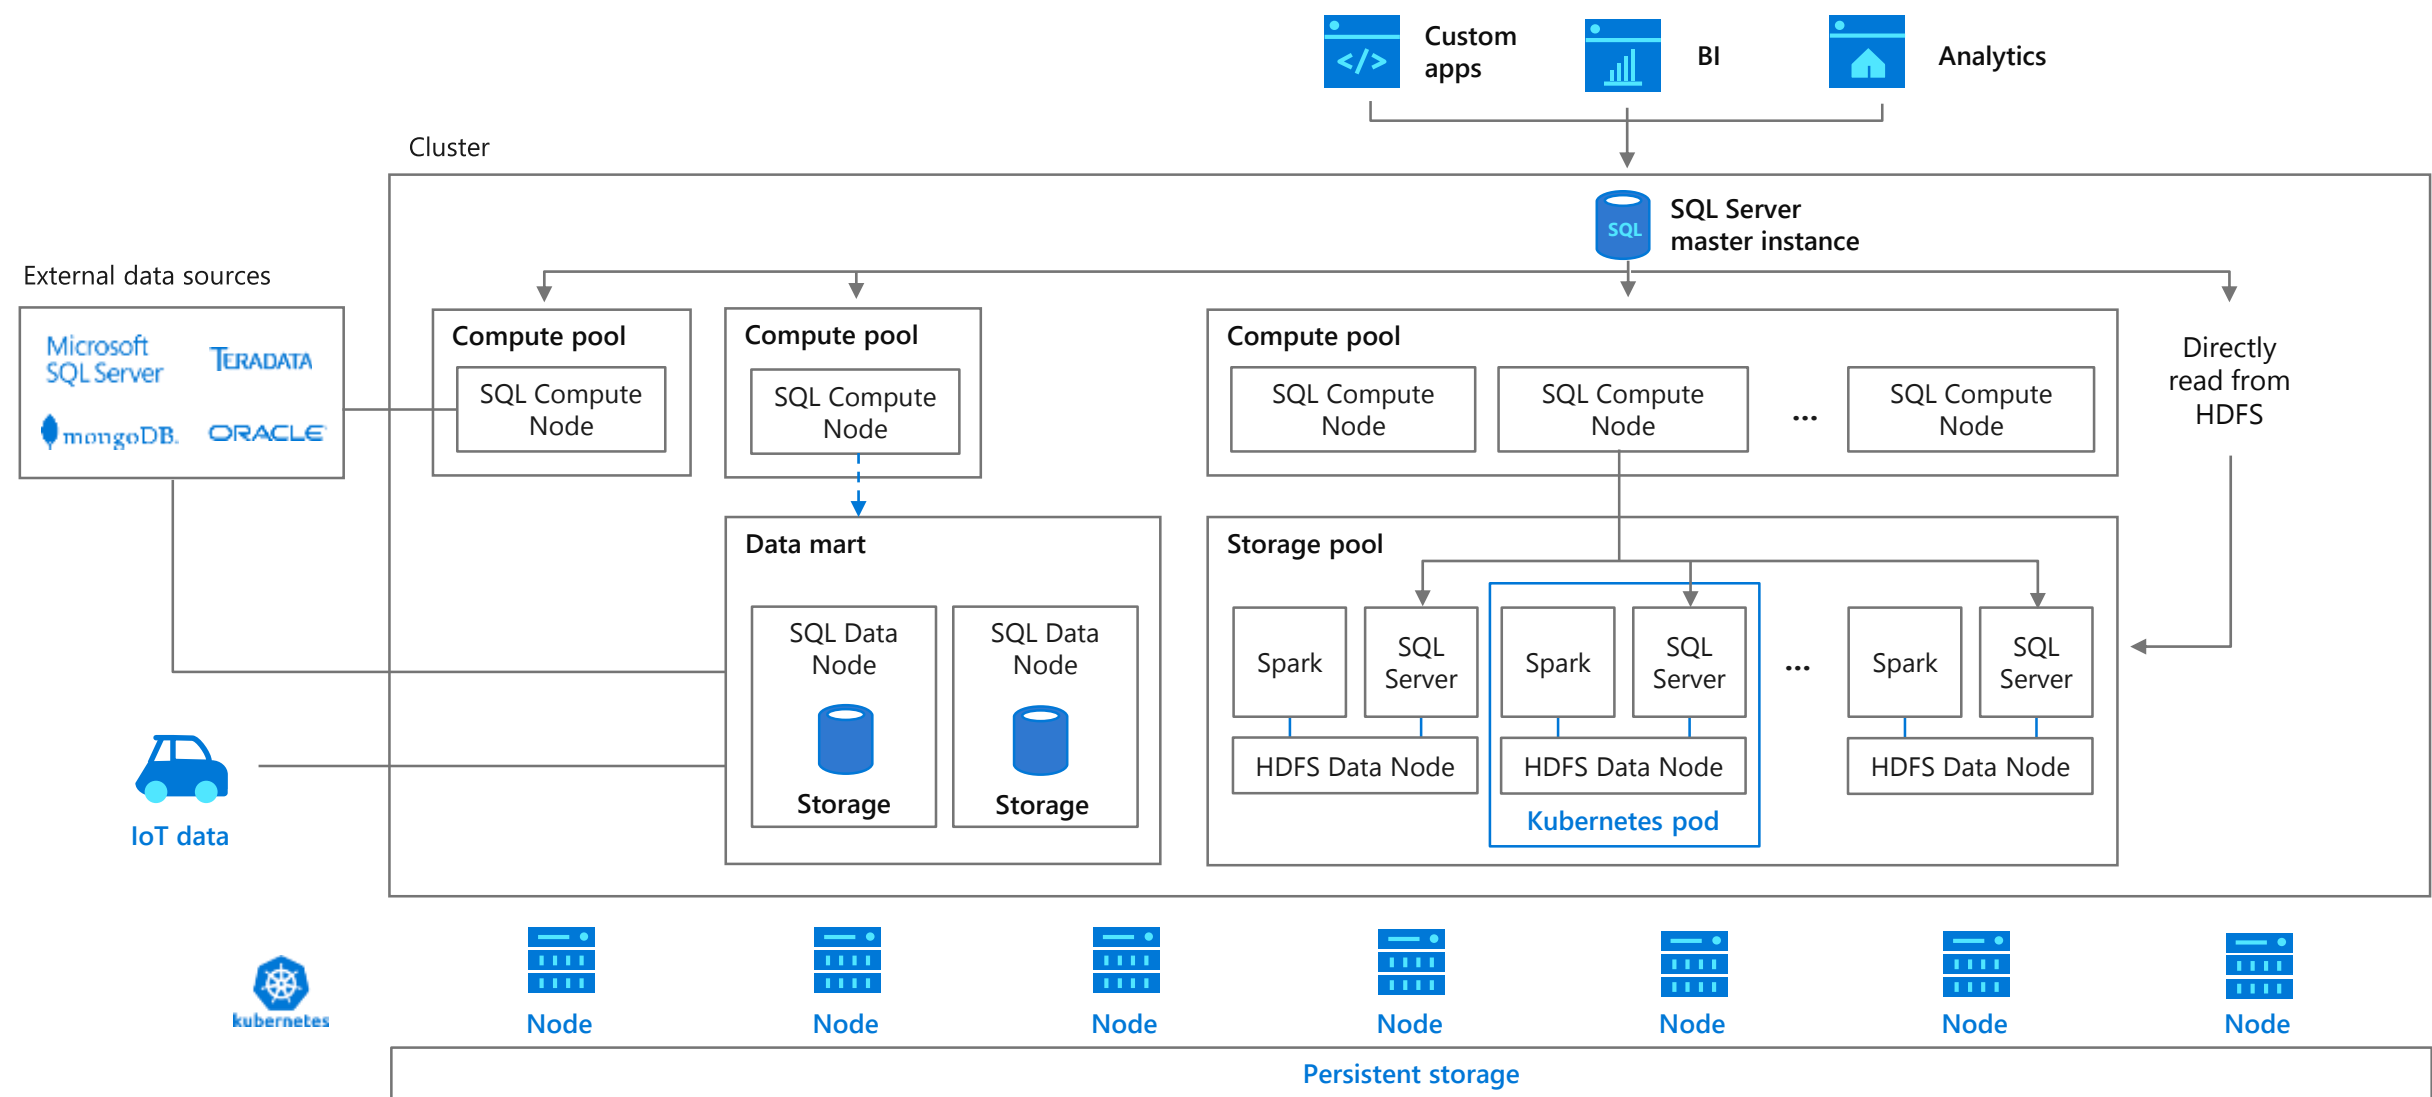 Custom
apps
BI
Analytics
Cluster
SQL
SQL Server
master instance
External data sources
Microsoft
SQL Server
TERADATA
mongoDB.
ORACLE
Compute pool
SQL Compute
Node
Compute pool
SQL Compute
Node
Compute pool
SQL Compute
Node
SQL Compute
Node
...
SQL Compute
Node
Directly
read from
HDFS
Data mart
SQL Data
Node
Storage
SQL Data
Node
Storage
Storage pool
Spark
SQL
Server
HDFS Data Node
Spark
SQL
Server
HDFS Data Node
Kubernetes pod
...
Spark
SQL
Server
HDFS Data Node
IoT data
kubernetes
Node
Node
Node
Node
Node
Node
Node
Persistent storage